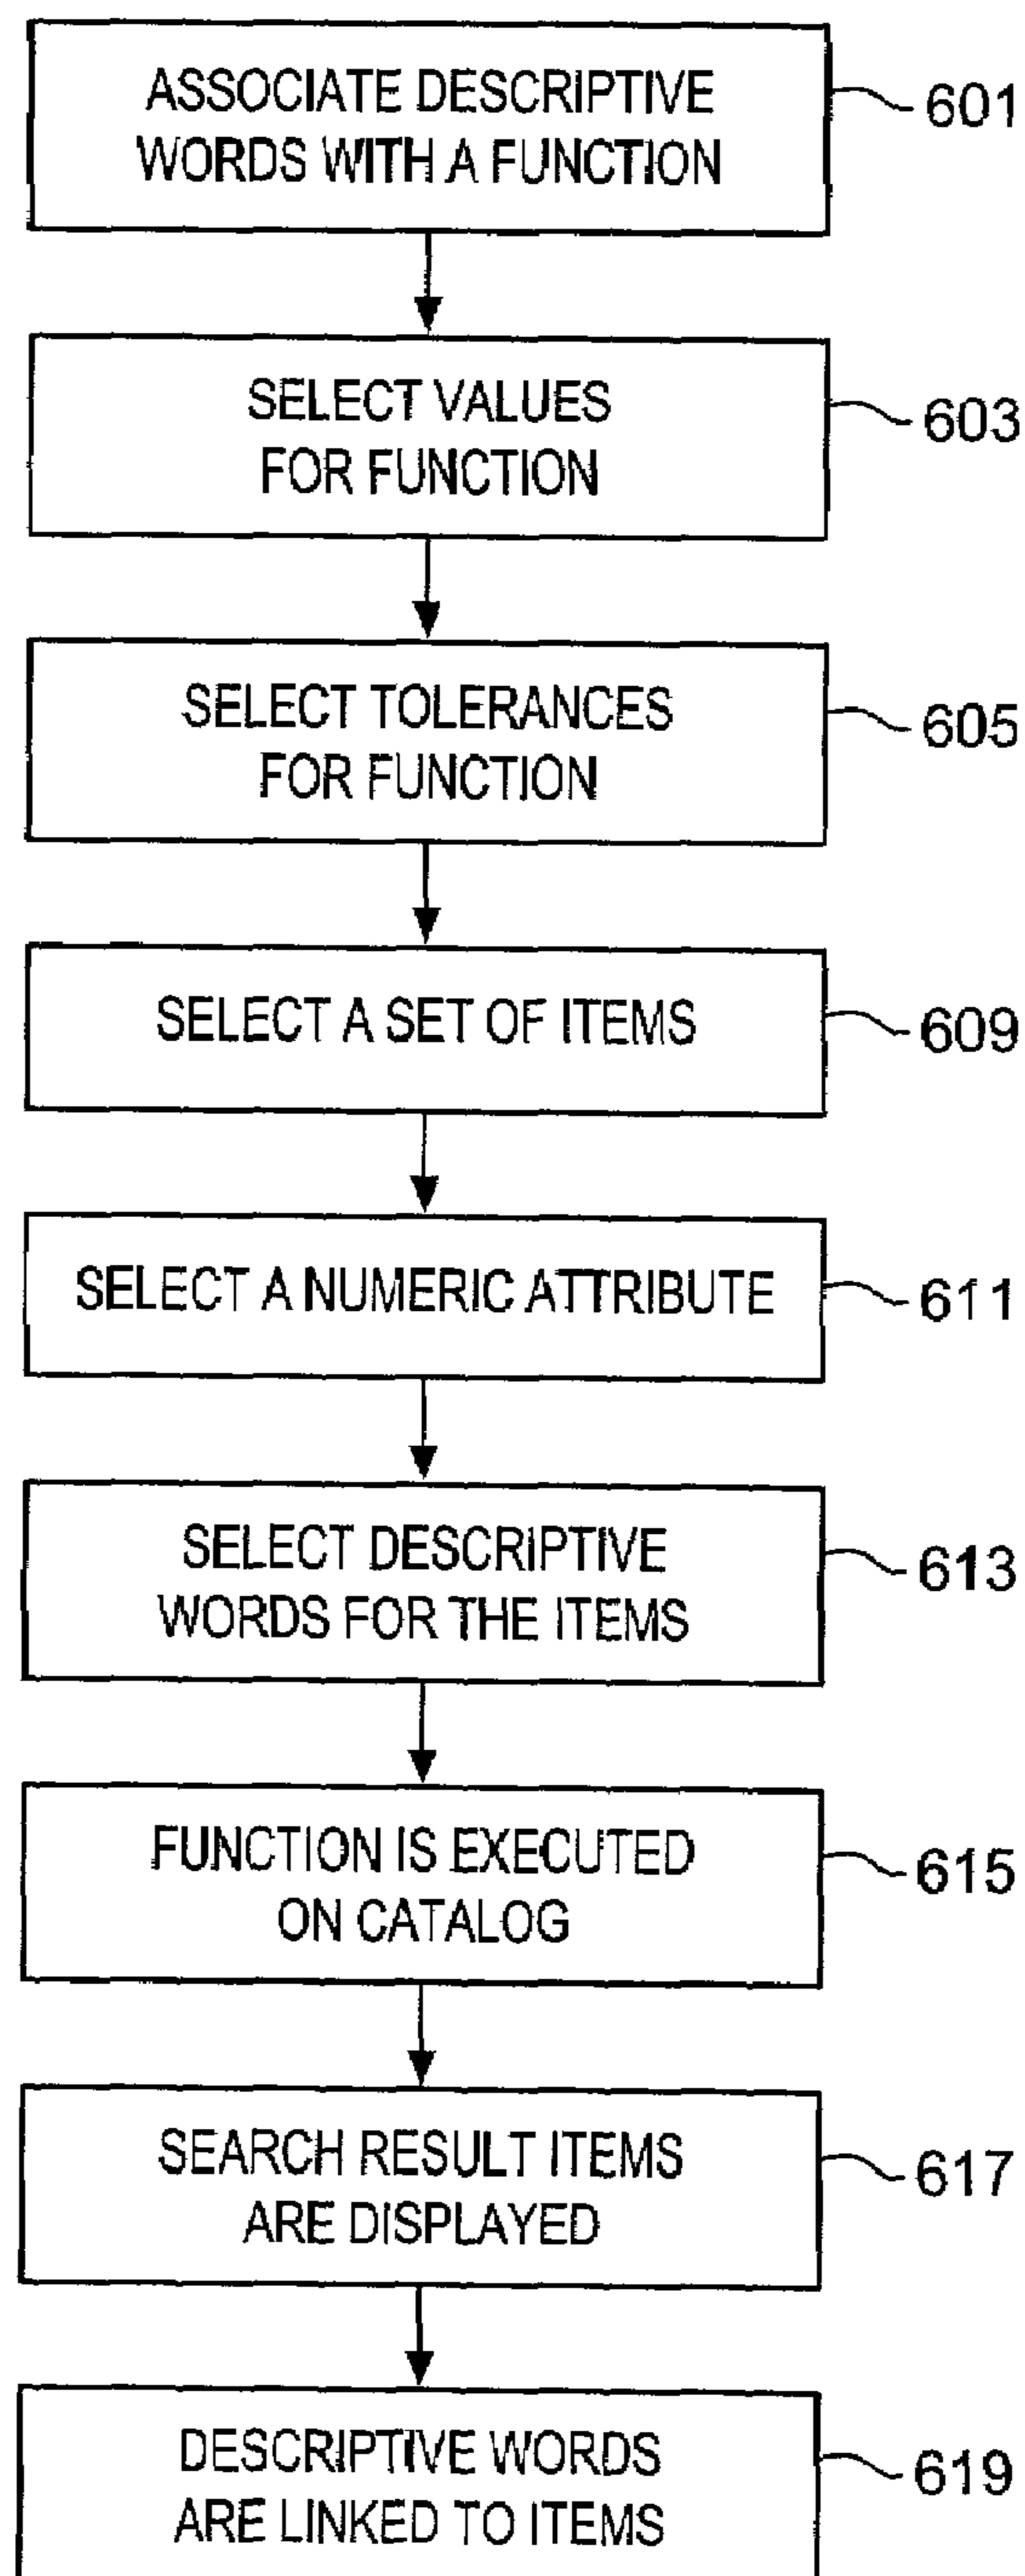 ASSOCIATE DESCRIPTIVE
WORDS WITH A FUNCTION
601
SELECT VALUES
FOR FUNCTION
603
SELECT TOLERANCES
FOR FUNCTION
605
SELECT A SET OF ITEMS
609
SELECT A NUMERIC ATTRIBUTE
611
SELECT DESCRIPTIVE
WORDS FOR THE ITEMS
613
FUNCTION IS EXECUTED
ON CATALOG
615
SEARCH RESULT ITEMS
ARE DISPLAYED
617
DESCRIPTIVE WORDS
ARE LINKED TO ITEMS
619